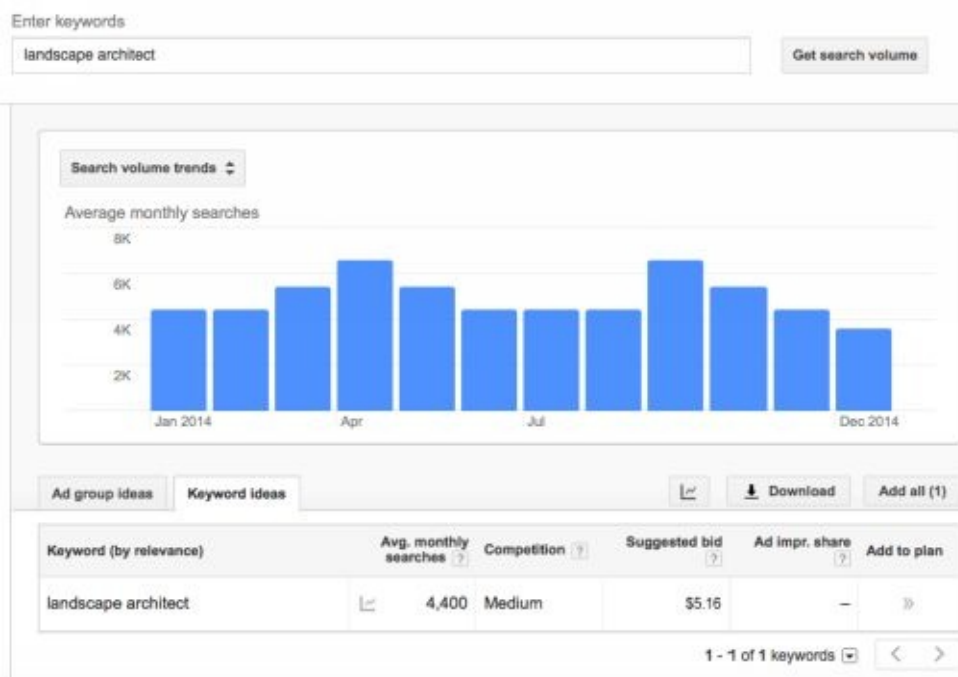 Enter keywords
landscape architect
Get search volume
Search volume trends
Average monthly searches
8K
6K
4K
2K
Jan 2014 Apr Jul Dec 2014
Ad group ideas Keyword ideas Download Add all (1)
Keyword (by relevance) Avg. monthly searches ? Competition ? Suggested bid ? Ad impr. share ? Add to plan
landscape architect 4,400 Medium $5.16 – »
1 - 1 of 1 keywords